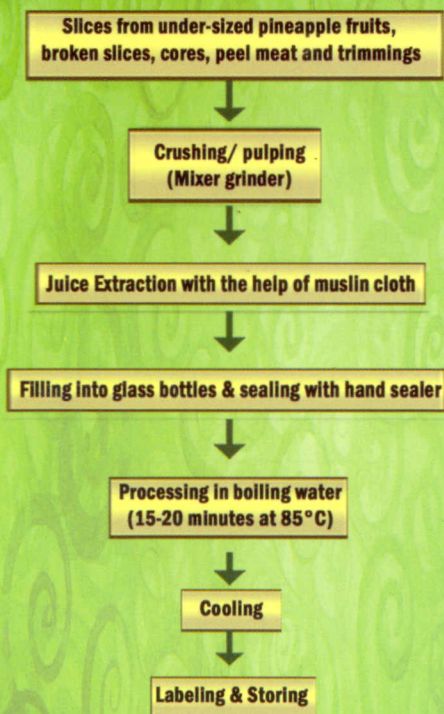 Slices from under-sized pineapple fruits,
broken slices, cores, peel meat and trimmings
Crushing/ pulping
(Mixer grinder)
Juice Extraction with the help of muslin cloth
Filling into glass bottles & sealing with hand sealer
Processing in boiling water
(15-20 minutes at 85°C)
Cooling
Labeling & Storing